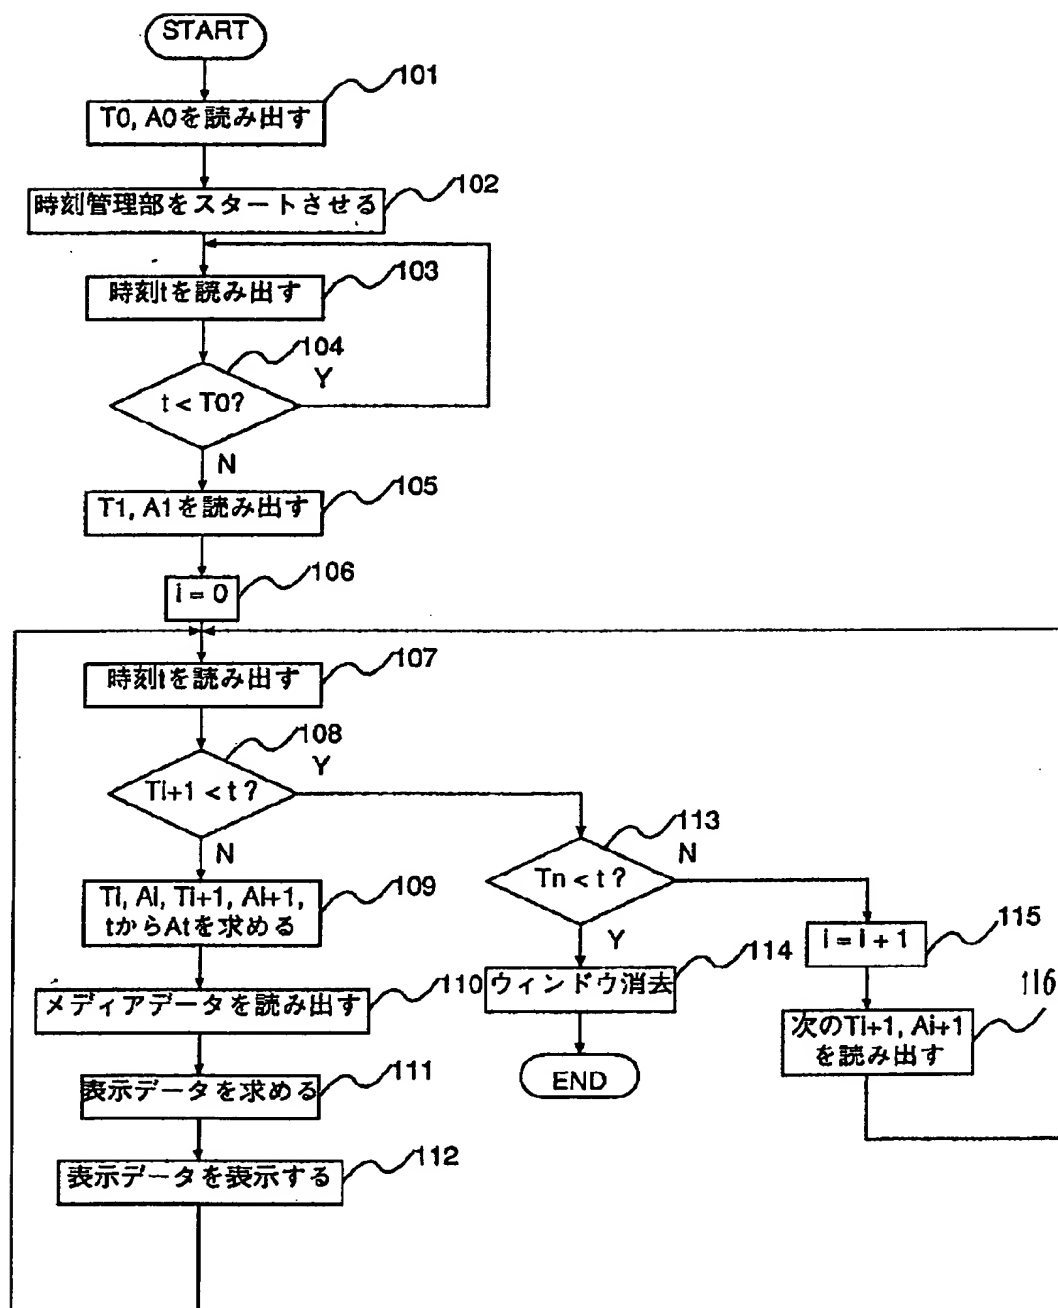 START
101
T0, A0を読み出す
102
時刻管理部をスタートさせる
103
時刻tを読み出す
104
Y
t < T0?
N
105
T1, A1を読み出す
106
i = 0
107
時刻tを読み出す
108
Y
Ti+1 < t ?
N
113
N
Tn < t ?
Y
109
Ti, Ai, Ti+1, Ai+1,
tからAtを求める
115
i = i + 1
114
ウィンドウ消去
110
メディアデータを読み出す
116
次のTi+1, Ai+1
を読み出す
END
111
表示データを求める
112
表示データを表示する